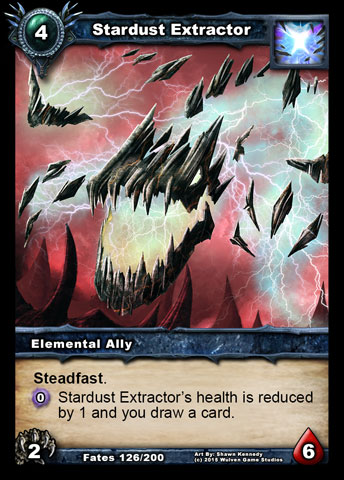 4
Stardust Extractor
Elemental Ally
Steadfast.
0 Stardust Extractor's health is reduced
by 1 and you draw a card.
2
Fates 126/200
Art By: Shawn Kennedy
(c) 2015 Wulven Game Studios
6